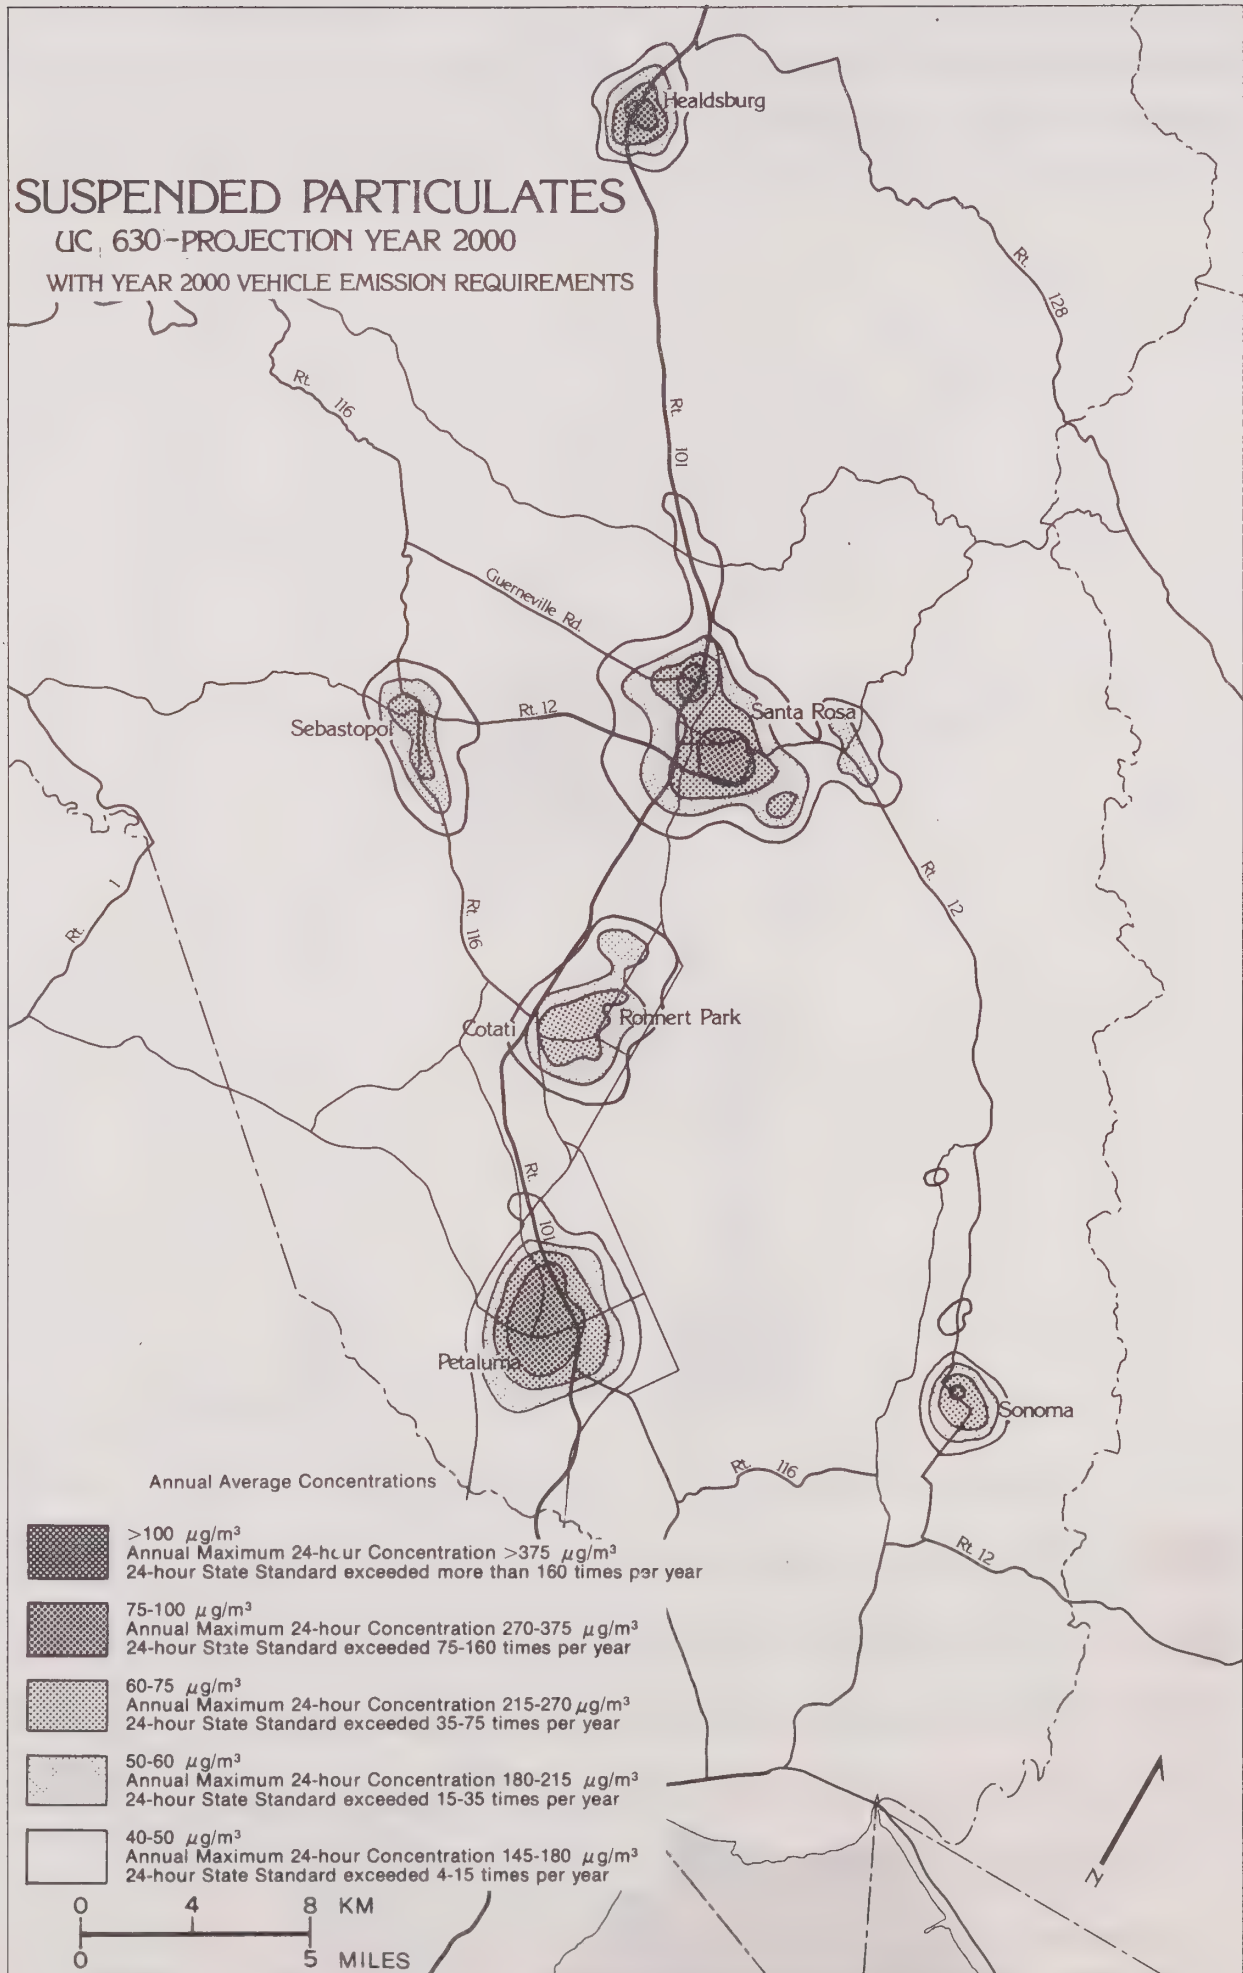 Healdsburg
SUSPENDED PARTICULATES
UC 630-PROJECTION YEAR 2000
WITH YEAR 2000 VEHICLE EMISSION REQUIREMENTS
Rt. 128
Rt. 116
Rt. 101
Guerneville Rd.
Rt. 12
Santa Rosa
Sebastopol
Rt. 12
Rt. 1
Rt. 116
Cotati
Rohnert Park
Rt. 101
Petaluma
Sonoma
Rt. 116
Rt. 12
Annual Average Concentrations
>100 µg/m³
Annual Maximum 24-hour Concentration >375 µg/m³
24-hour State Standard exceeded more than 160 times per year
75-100 µg/m³
Annual Maximum 24-hour Concentration 270-375 µg/m³
24-hour State Standard exceeded 75-160 times per year
60-75 µg/m³
Annual Maximum 24-hour Concentration 215-270 µg/m³
24-hour State Standard exceeded 35-75 times per year
50-60 µg/m³
Annual Maximum 24-hour Concentration 180-215 µg/m³
24-hour State Standard exceeded 15-35 times per year
40-50 µg/m³
Annual Maximum 24-hour Concentration 145-180 µg/m³
24-hour State Standard exceeded 4-15 times per year
N
0 4 8 KM
0 5 MILES